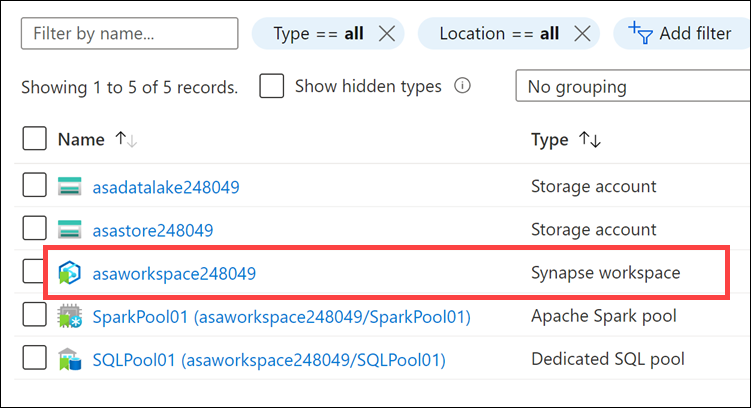 Filter by name... Type == all Location == all Add filter
Showing 1 to 5 of 5 records. Show hidden types No grouping
Name Type
asadatalake248049 Storage account
asastore248049 Storage account
asaworkspace248049 Synapse workspace
SparkPool01 (asaworkspace248049/SparkPool01) Apache Spark pool
SQLPool01 (asaworkspace248049/SQLPool01) Dedicated SQL pool